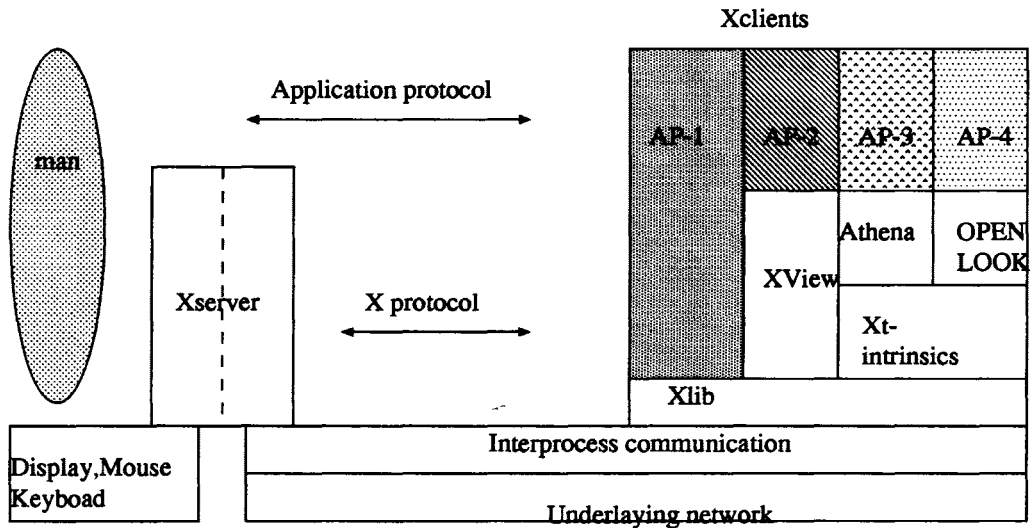 Xclients
Application protocol
man
AP-1
AP-2
AP-3
AP-4
Athena
OPEN
LOOK
XView
Xserver
X protocol
Xt-
intrinsics
Xlib
Interprocess communication
Display,Mouse
Keyboad
Underlaying network